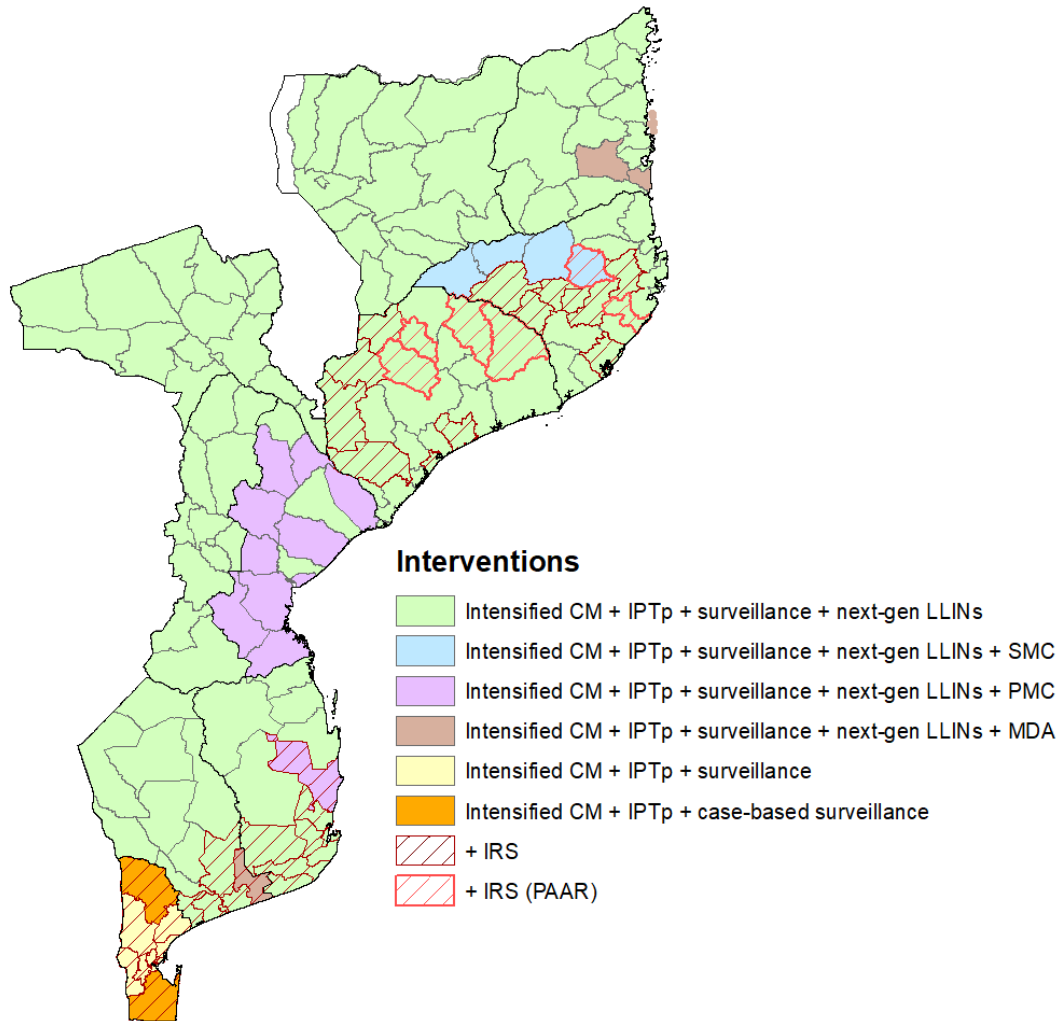 Interventions
Intensified CM + IPTp + surveillance + next-gen LLINs
Intensified CM + IPTp + surveillance + next-gen LLINs + SMC
Intensified CM + IPTp + surveillance + next-gen LLINs + PMC
Intensified CM + IPTp + surveillance + next-gen LLINs + MDA
Intensified CM + IPTp + surveillance
Intensified CM + IPTp + case-based surveillance
+ IRS
+ IRS (PAAR)